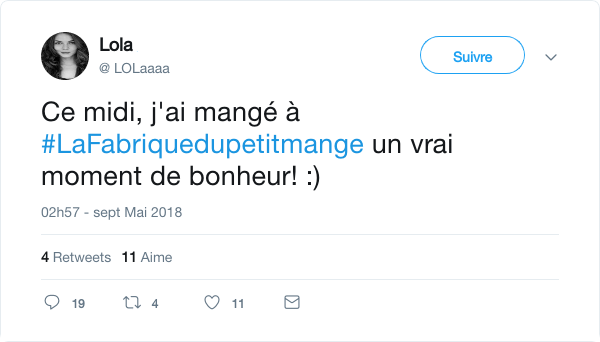 Lola
@ LOLaaaa
Suivre
Ce midi, j'ai mangé à
#LaFabriquedupetitmange un vrai
moment de bonheur! :)
02h57 - sept Mai 2018
4 Retweets 11 Aime
19 4 11